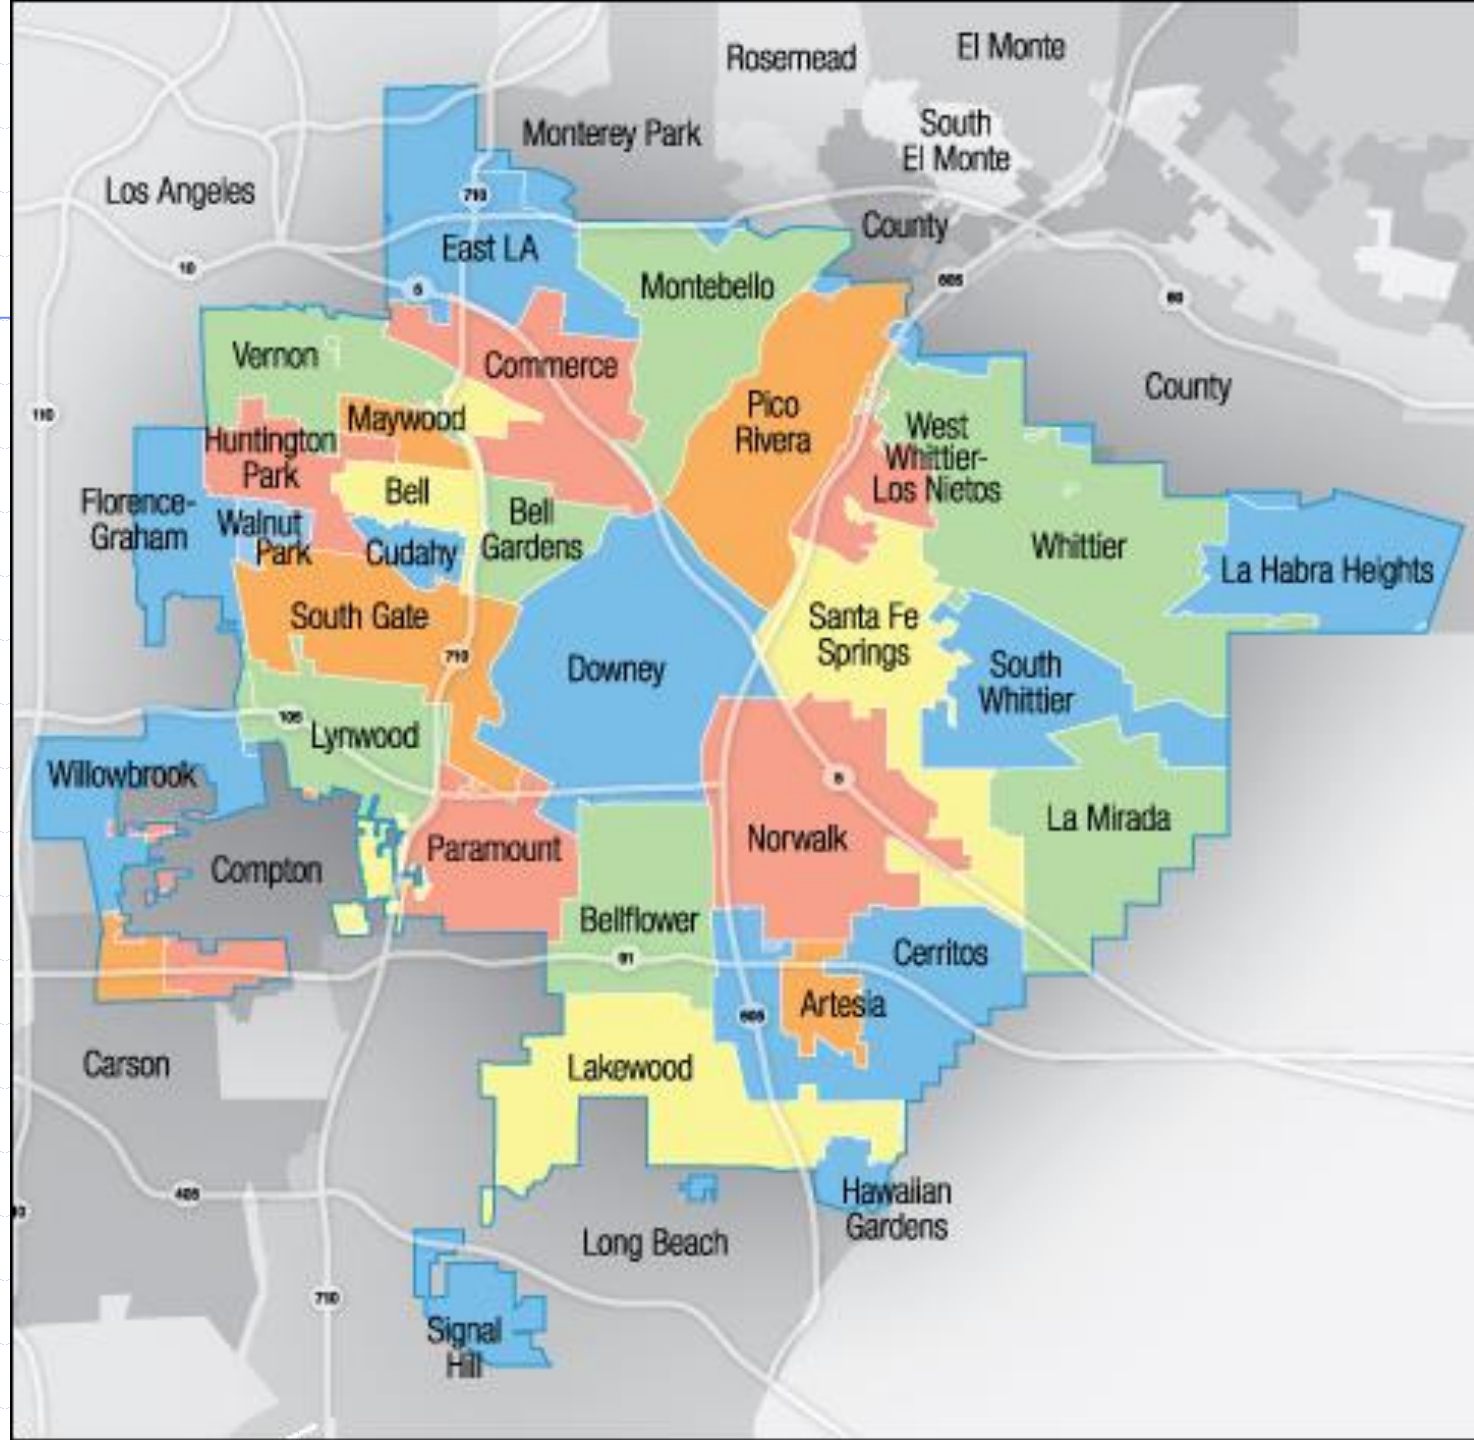 Rosemead
El Monte
Monterey Park
South
El Monte
Los Angeles
710
County
East LA
10
5
605
60
Montebello
Vernon
Commerce
County
110
Maywood
Pico
Rivera
West
Whittier-
Los Nietos
Huntington
Park
Bell
Florence-
Graham
Walnut
Park
Cudahy
Bell
Gardens
Whittier
La Habra Heights
South Gate
Santa Fe
Springs
710
Downey
South
Whittier
105
Lynwood
Willowbrook
5
La Mirada
Norwalk
Paramount
Compton
Bellflower
91
Cerritos
Artesia
605
Carson
Lakewood
405
Hawaiian
Gardens
Long Beach
710
Signal
Hill